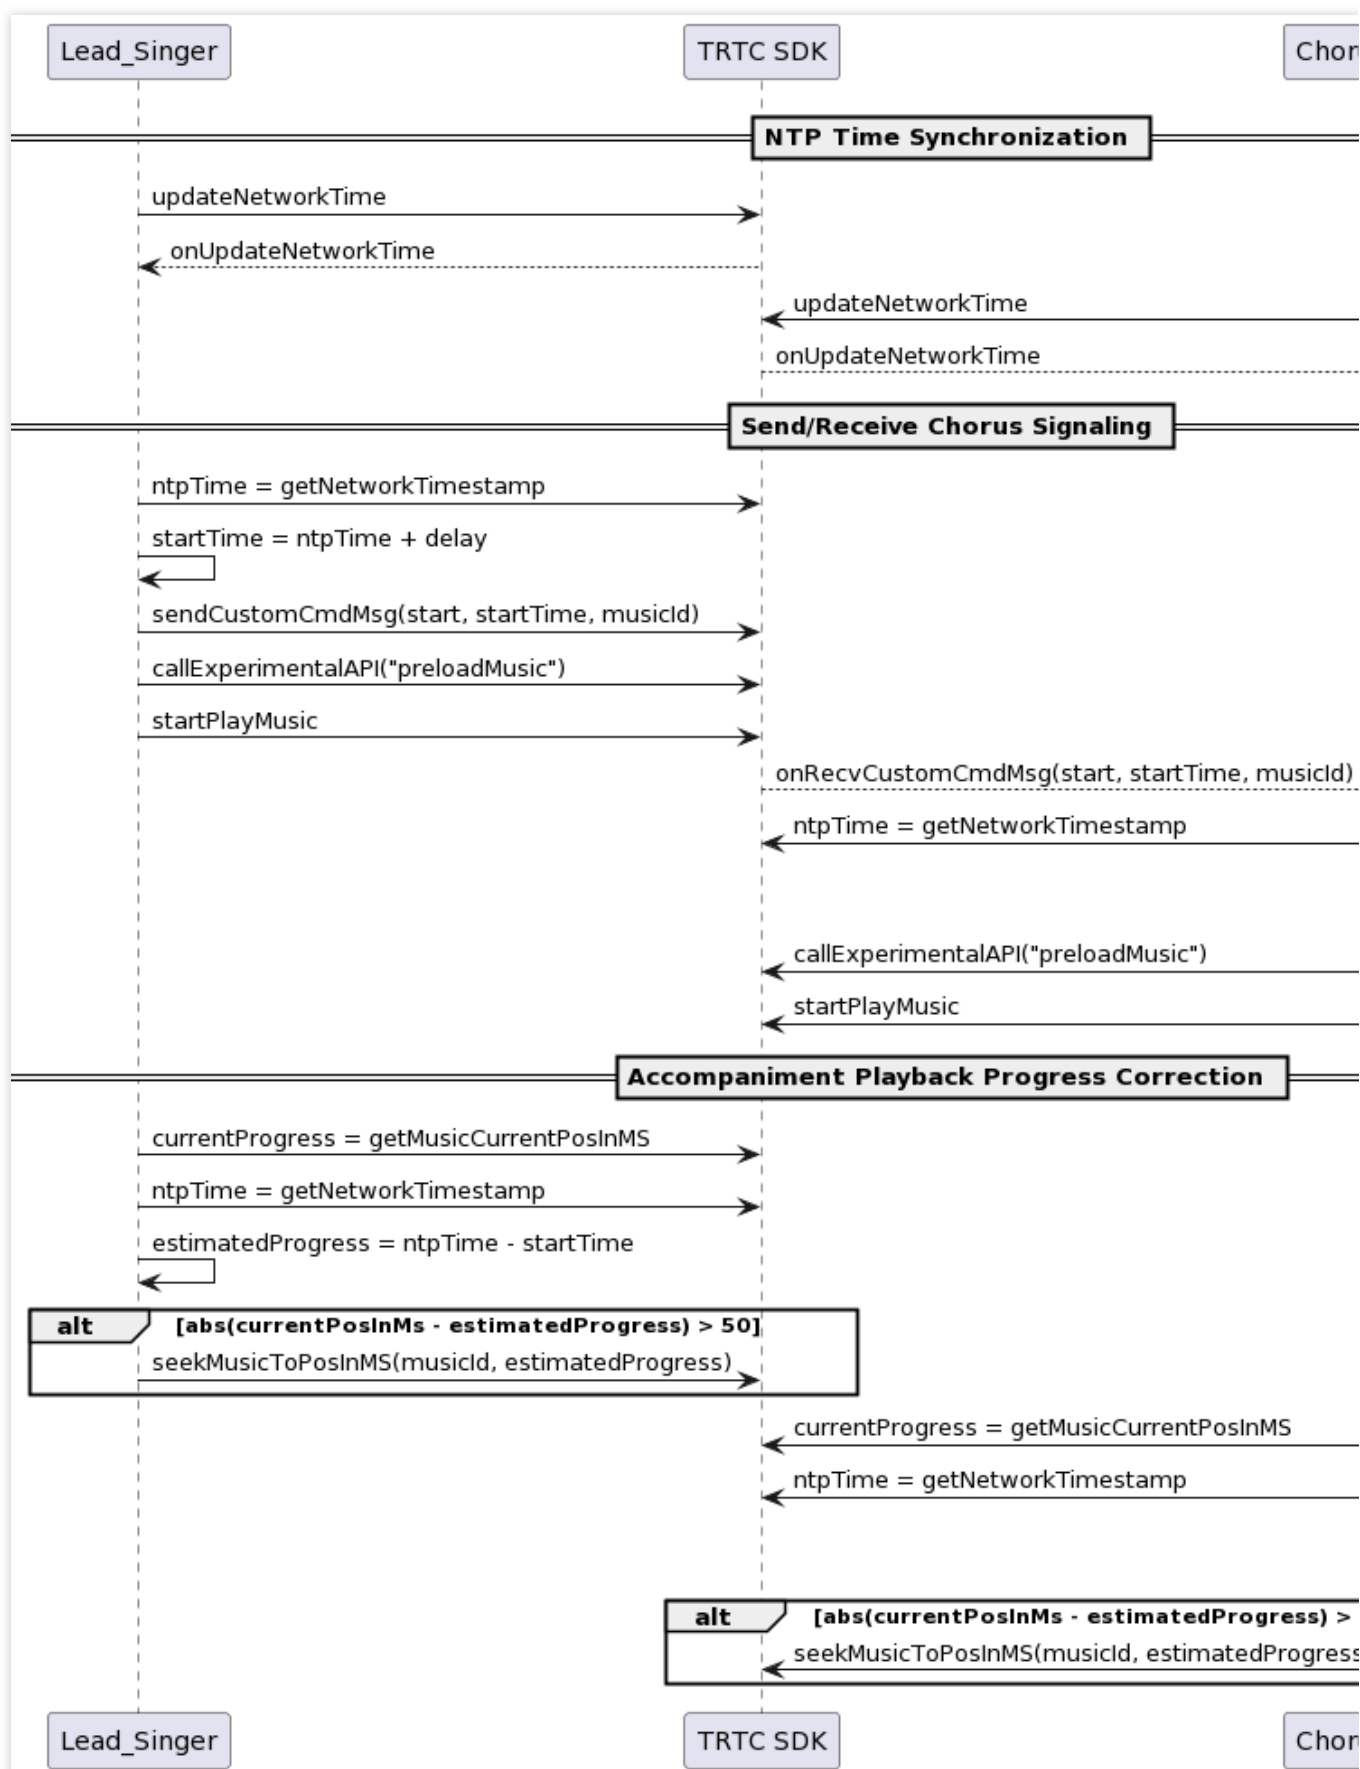 Lead_Singer TRTC SDK
NTP Time Synchronization
updateNetworkTime
onUpdateNetworkTime
updateNetworkTime
onUpdateNetworkTime
Send/Receive Chorus Signaling
ntpTime = getNetworkTimestamp
startTime = ntpTime + delay
sendCustomCmdMsg(start, startTime, musicId)
callExperimentalAPI("preloadMusic")
startPlayMusic
onRecvCustomCmdMsg(start, startTime, musicId)
ntpTime = getNetworkTimestamp
callExperimentalAPI("preloadMusic")
startPlayMusic
Accompaniment Playback Progress Correction
currentProgress = getMusicCurrentPosInMS
ntpTime = getNetworkTimestamp
estimatedProgress = ntpTime - startTime
alt [abs(currentPosInMs - estimatedProgress) > 50]
seekMusicToPosInMS(musicId, estimatedProgress)
currentProgress = getMusicCurrentPosInMS
ntpTime = getNetworkTimestamp
alt [abs(currentPosInMs - estimatedProgress) >
seekMusicToPosInMS(musicId, estimatedProgress
Lead_Singer TRTC SDK